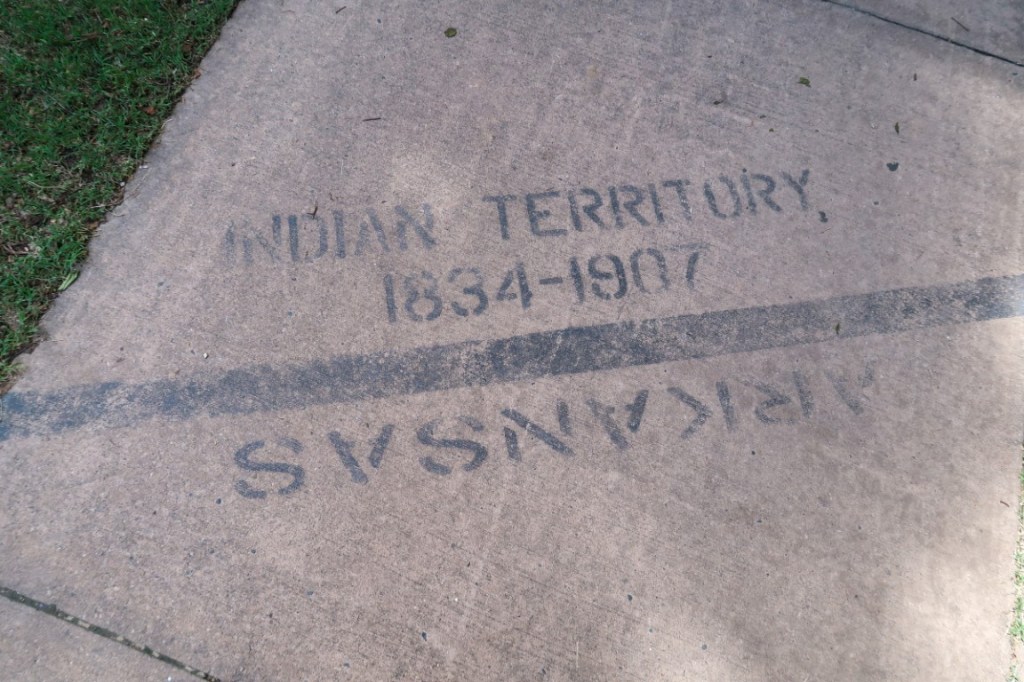 INDIAN TERRITORY
1834-1907
ARKANSAS